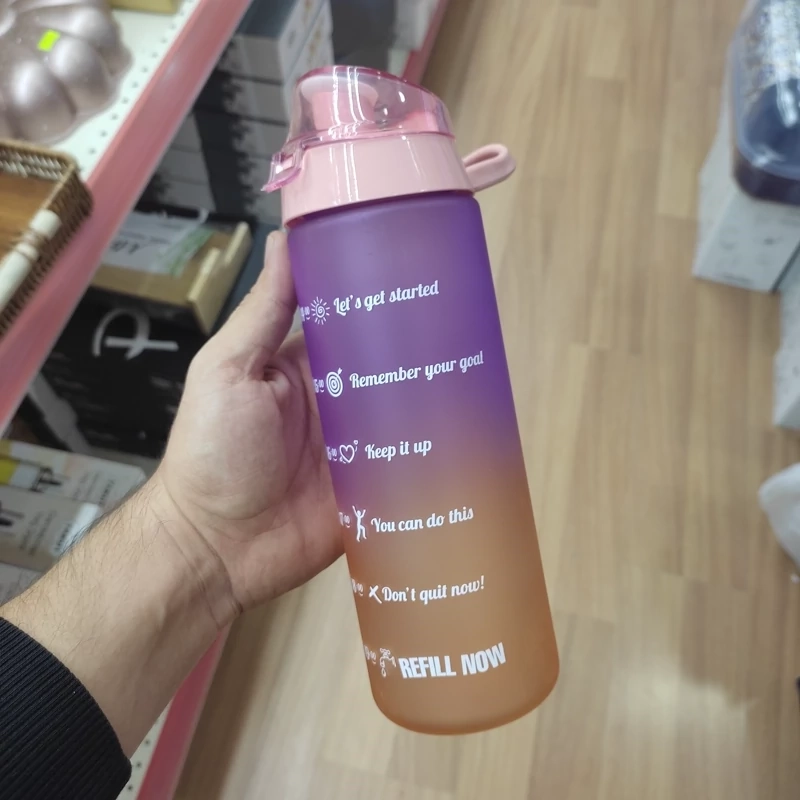 Let's get started
Remember your goal
Keep it up
You can do this
Don't quit now!
REFILL NOW